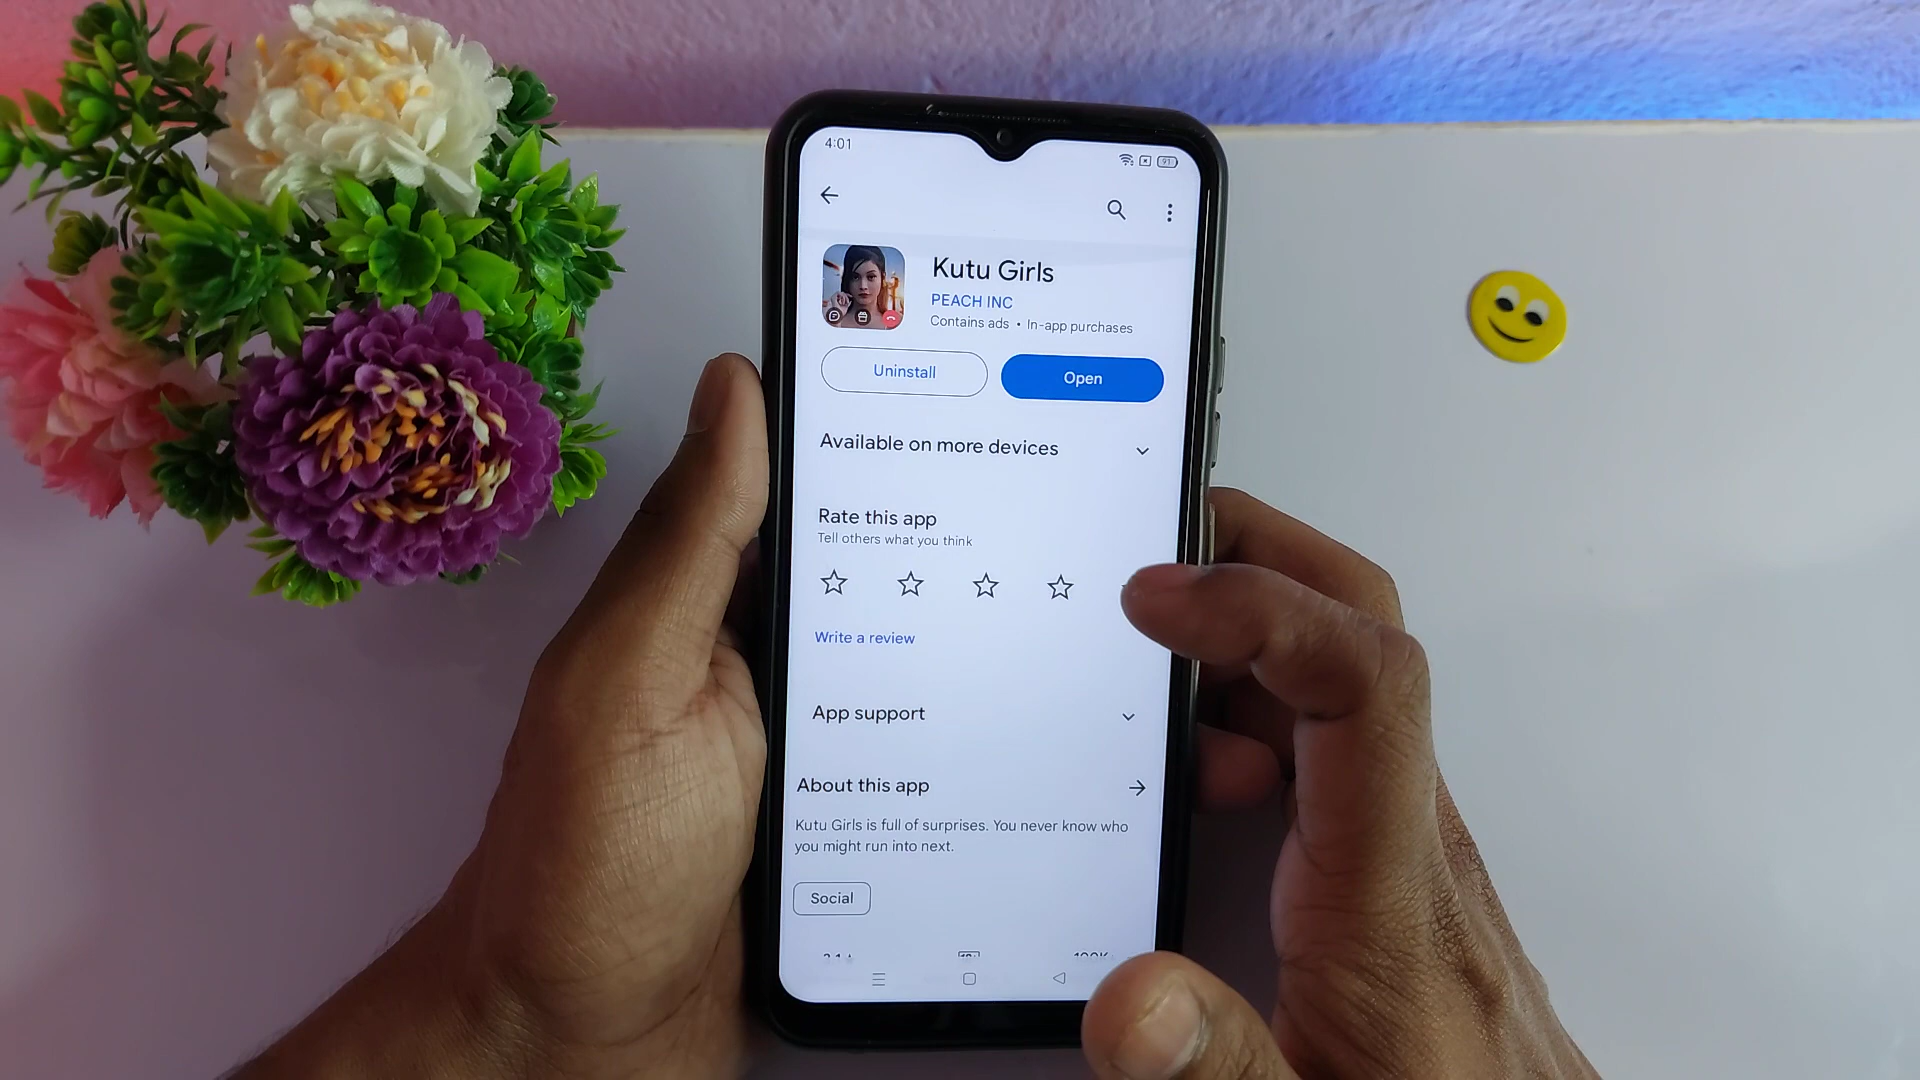 4:01
91
Kutu Girls
PEACH INC
Contains ads • In-app purchases
Uninstall
Open
Available on more devices
Rate this app
Tell others what you think
Write a review
App support
About this app
Kutu Girls is full of surprises. You never know who
you might run into next.
Social